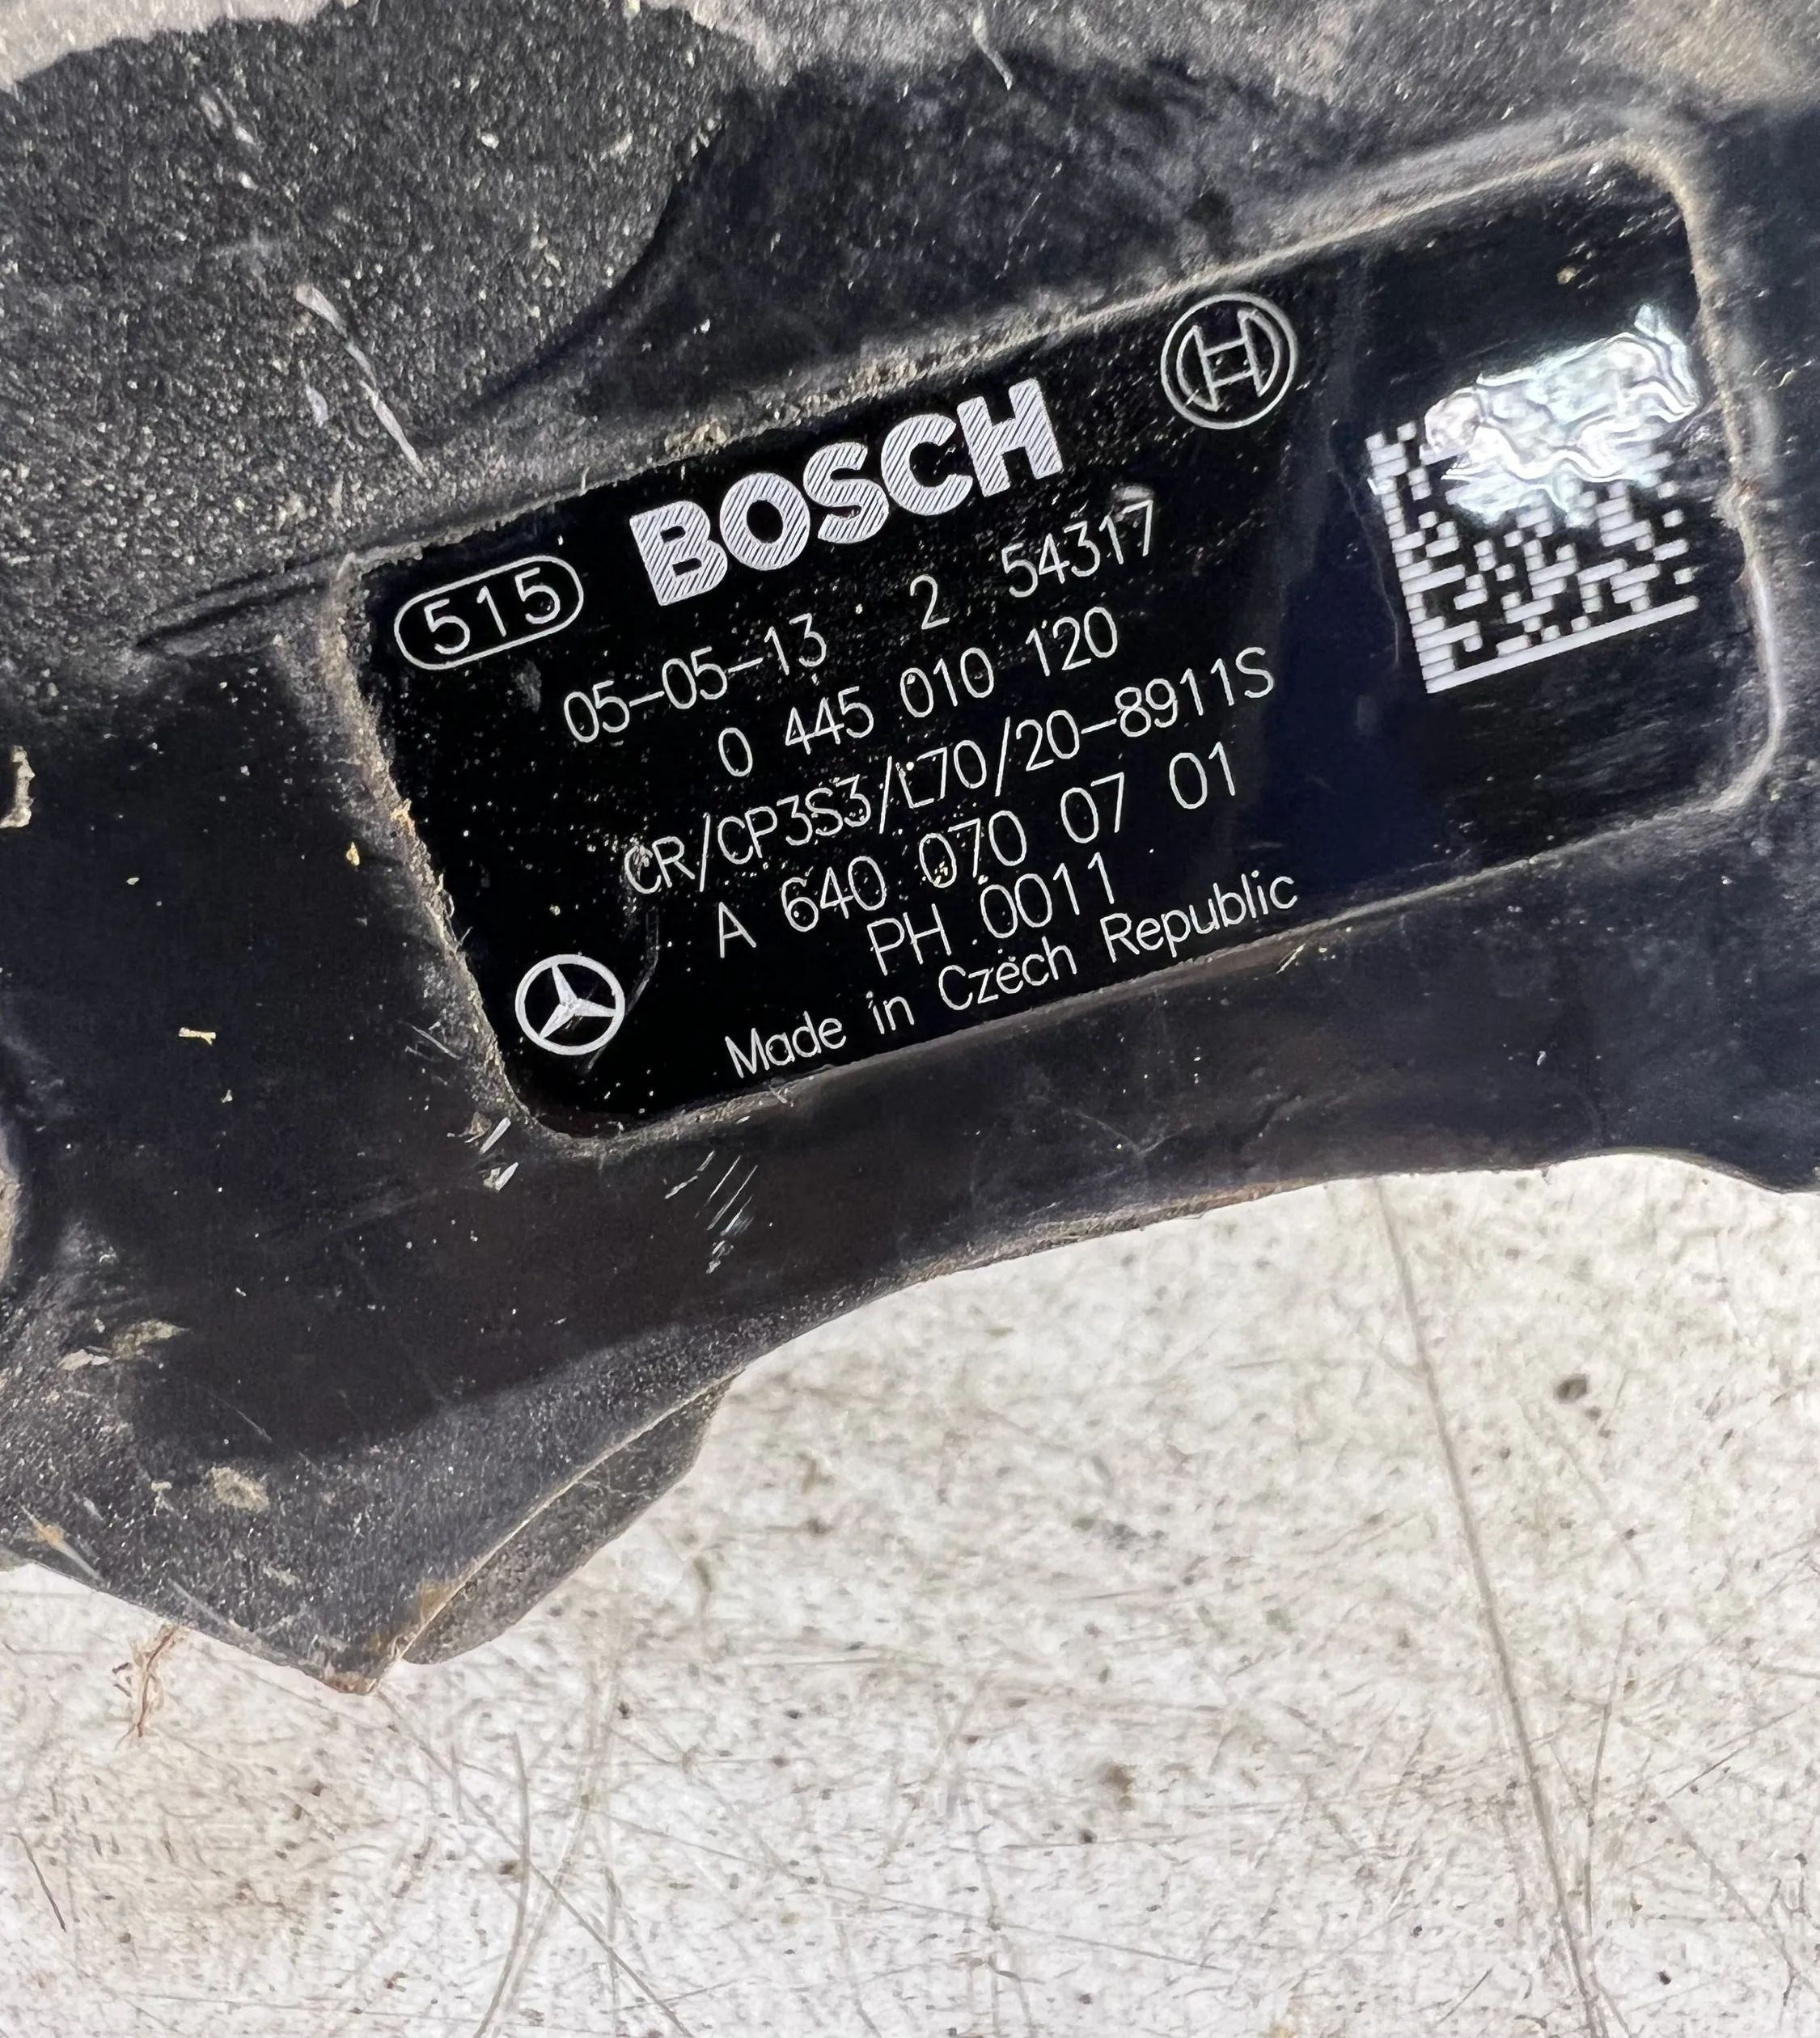 515 BOSCH
05-05-13 2 54317
0 445 010 120
CR/CP3S3/L70/20-8911S
A 640 070 07 01
PH 0011
Made in Czech Republic